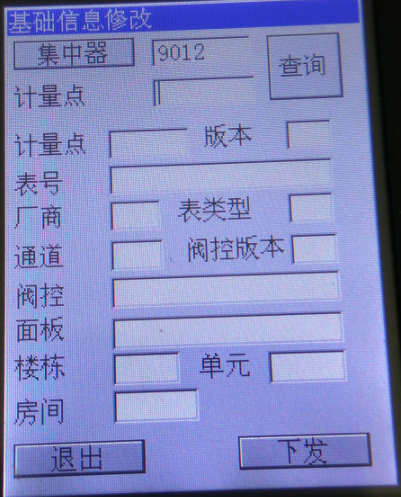 基础信息修改
集中器 9012 查询
计量点
计量点 版本
表号
厂商 表类型
通道 阀控版本
阀控
面板
楼栋 单元
房间
退出 下发